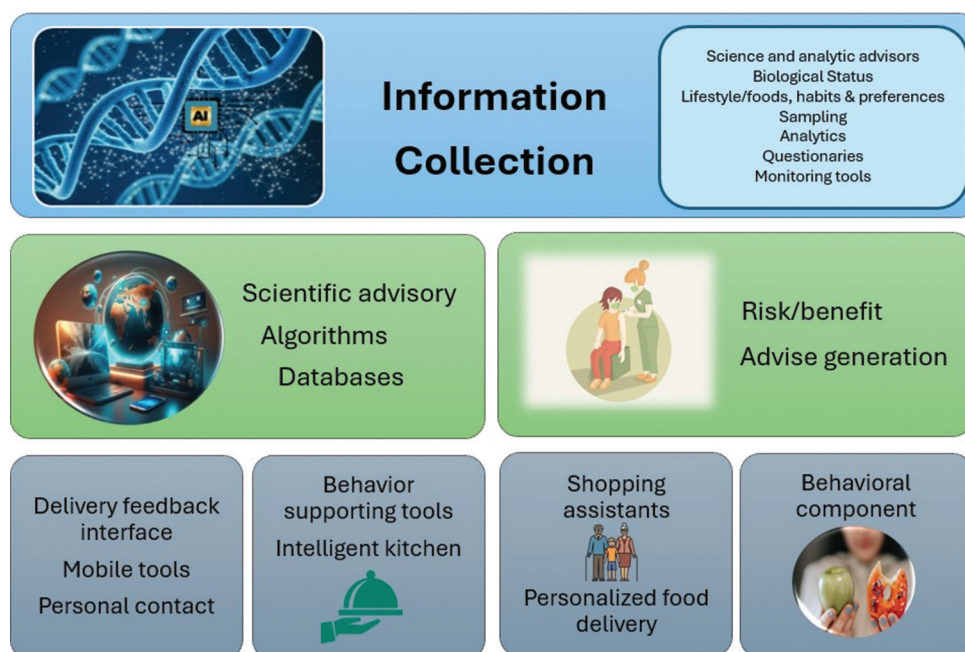 AI
Information
Collection
Science and analytic advisors
Biological Status
Lifestyle/foods, habits & preferences
Sampling
Analytics
Questionaries
Monitoring tools
Scientific advisory
Algorithms
Databases
Risk/benefit
Advise generation
Delivery feedback
interface
Mobile tools
Personal contact
Behavior
supporting tools
Intelligent kitchen
Shopping
assistants
Personalized food
delivery
Behavioral
component